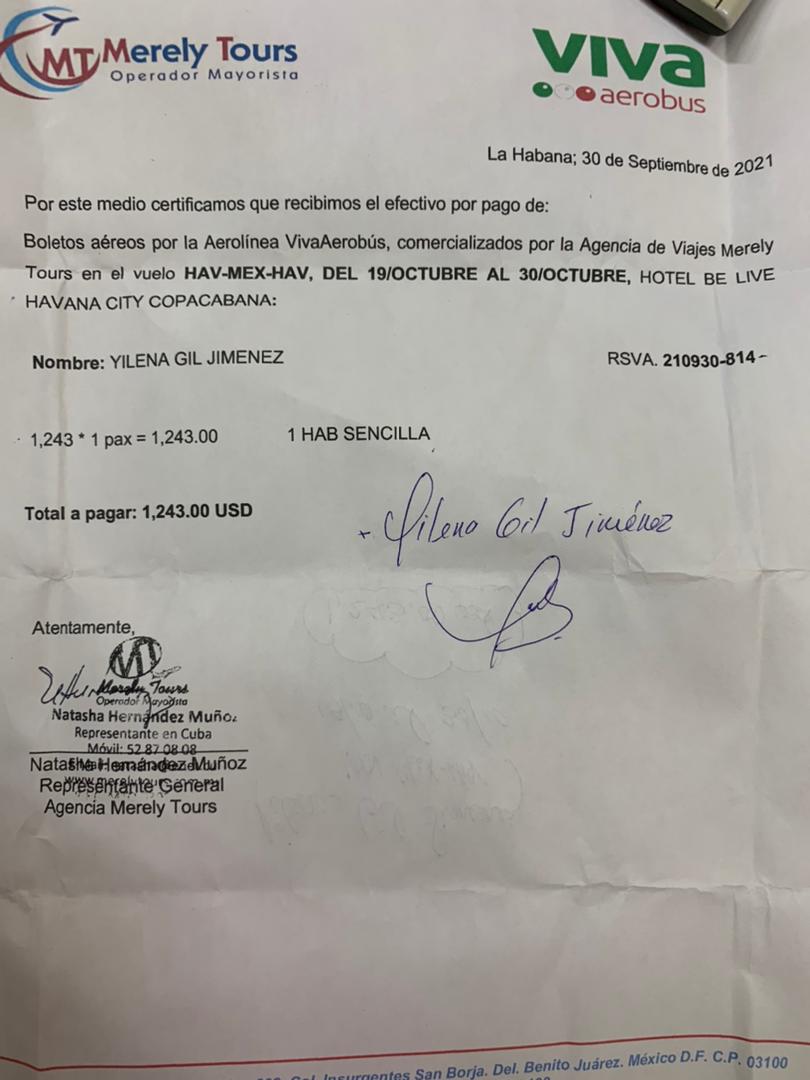 MT Merely Tours
Operador Mayorista
VIVA
aerobus
La Habana; 30 de Septiembre de 2021
Por este medio certificamos que recibimos el efectivo por pago de:
Boletos aéreos por la Aerolínea VivaAerobús, comercializados por la Agencia de Viajes Merely
Tours en el vuelo HAV-MEX-HAV, DEL 19/OCTUBRE AL 30/OCTUBRE, HOTEL BE LIVE
HAVANA CITY COPACABANA:
Nombre: YILENA GIL JIMENEZ
RSVA. 210930-814-
1,243 * 1 pax = 1,243.00
1 HAB SENCILLA
Total a pagar: 1,243.00 USD
Yilena Gil Jiménez
Atentamente,
MT
Merely Tours
Operador Mayorista
Natasha Hernández Muñoz
Representante en Cuba
Móvil: 52 87 08 08
Natasha Hernández Muñoz
Representante General
Agencia Merely Tours
Insurgentes San Borja. Del. Benito Juárez. México D.F. C.P. 03100